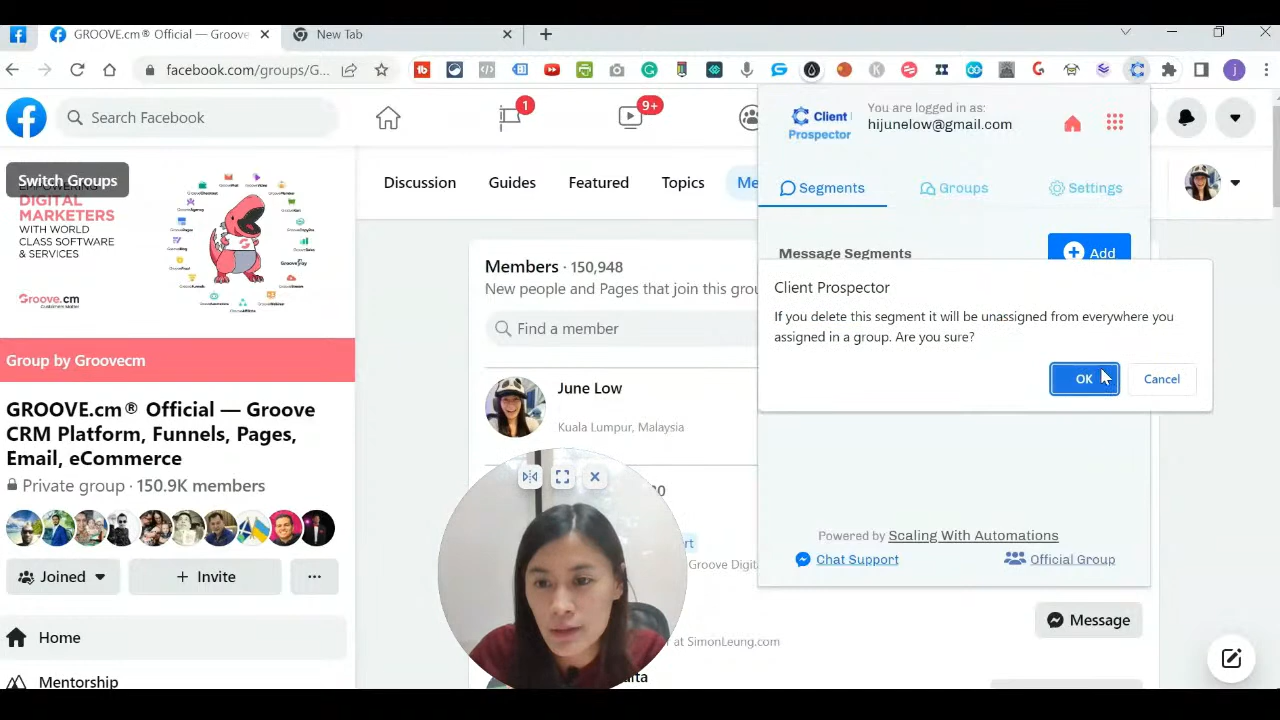 GROOVE.cm® Official — Groove
New Tab
facebook.com/groups/G...
Search Facebook
1
9+
Switch Groups
DIGITAL
MARKETERS
WITH WORLD
CLASS SOFTWARE
& SERVICES
Groove.cm
Group by Groovecm
GROOVE.cm® Official — Groove
CRM Platform, Funnels, Pages,
Email, eCommerce
Private group · 150.9K members
Joined
+ Invite
...
Home
Mentorship
Discussion
Guides
Featured
Topics
Me
Members · 150,948
New people and Pages that join this grou
Find a member
June Low
Kuala Lumpur, Malaysia
Groove Digit
at SimonLeung.com
Message
Client
Prospector
You are logged in as:
hijunelow@gmail.com
Segments
Groups
Settings
Message Segments
Add
Client Prospector
If you delete this segment it will be unassigned from everywhere you
assigned in a group. Are you sure?
OK
Cancel
Powered by Scaling With Automations
Chat Support
Official Group